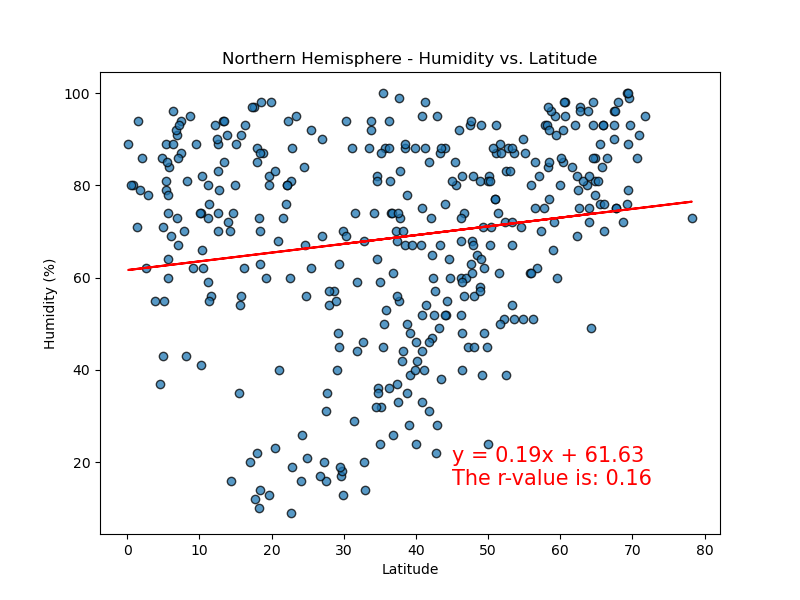 Northern Hemisphere - Humidity vs. Latitude
100
80
60
40
20
Humidity (%)
y = 0.19x + 61.63
The r-value is: 0.16
0 10 20 30 40 50 60 70 80
Latitude